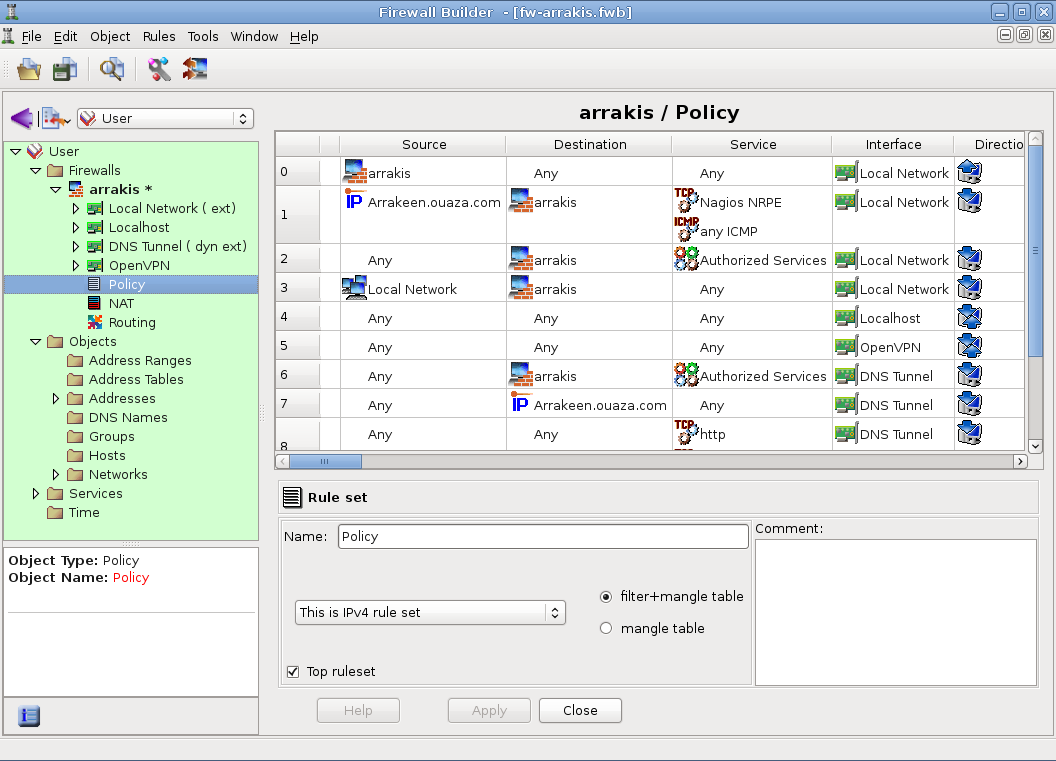 Firewall Builder - [fw-arrakis.fwb]
File Edit Object Rules Tools Window Help
User
User
Firewalls
arrakis *
Local Network ( ext)
Localhost
DNS Tunnel ( dyn ext)
OpenVPN
Policy
NAT
Routing
Objects
Address Ranges
Address Tables
Addresses
DNS Names
Groups
Hosts
Networks
Services
Time
Object Type: Policy
Object Name: Policy
arrakis / Policy
Source Destination Service Interface Directio
0 arrakis Any Any Local Network
1 IP Arrakeen.ouaza.com arrakis TCP Nagios NRPE Local Network
ICMP any ICMP
2 Any arrakis Authorized Services Local Network
3 Local Network arrakis Any Local Network
4 Any Any Any Localhost
5 Any Any Any OpenVPN
6 Any arrakis Authorized Services DNS Tunnel
7 Any IP Arrakeen.ouaza.com Any DNS Tunnel
8 Any Any TCP http DNS Tunnel
Rule set
Name: Policy
Comment:
This is IPv4 rule set
filter+mangle table
mangle table
Top ruleset
Help Apply Close